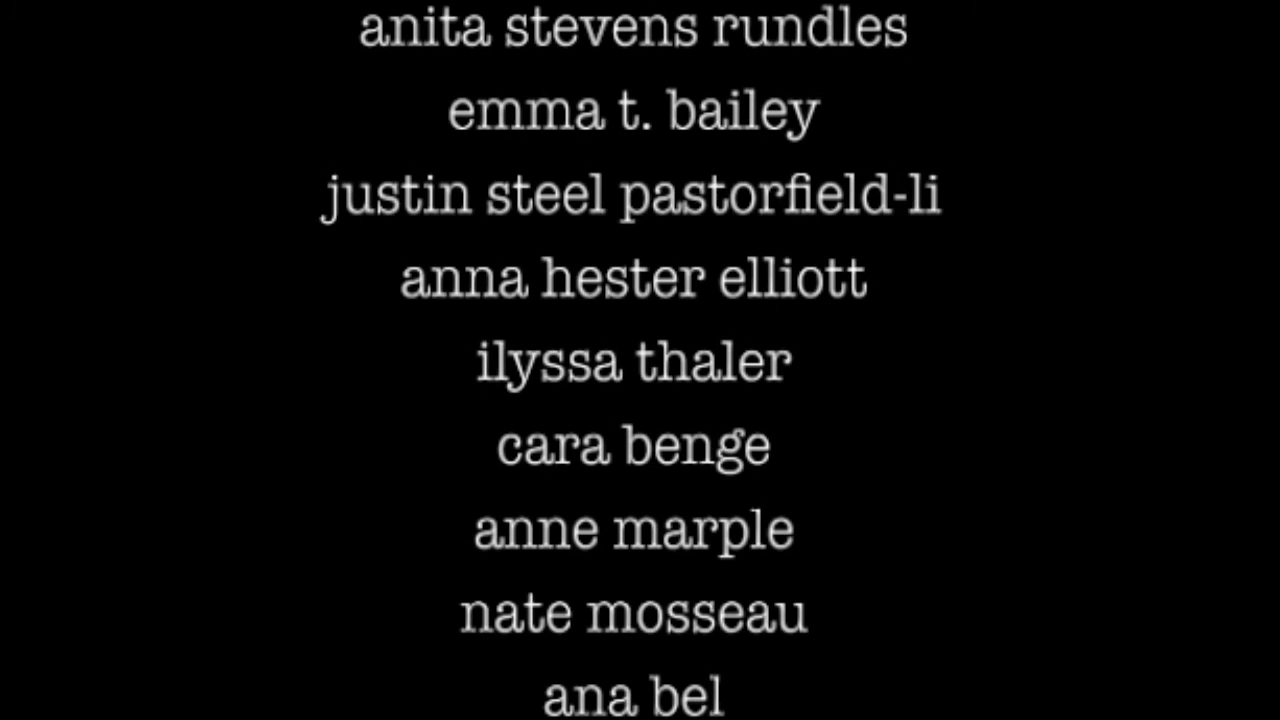 anita stevens rundles
emma t. bailey
justin steel pastorfield-li
anna hester elliott
ilyssa thaler
cara benge
anne marple
nate mosseau
ana bel